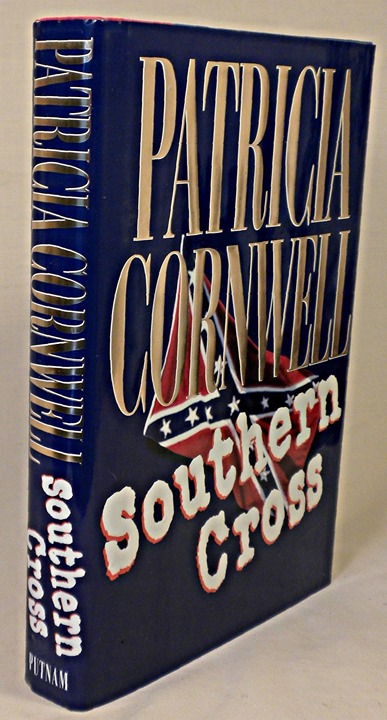 PATRICIA
CORNWELL
Southern
Cross
PATRICIA CORNWELL
Southern
Cross
PUTNAM